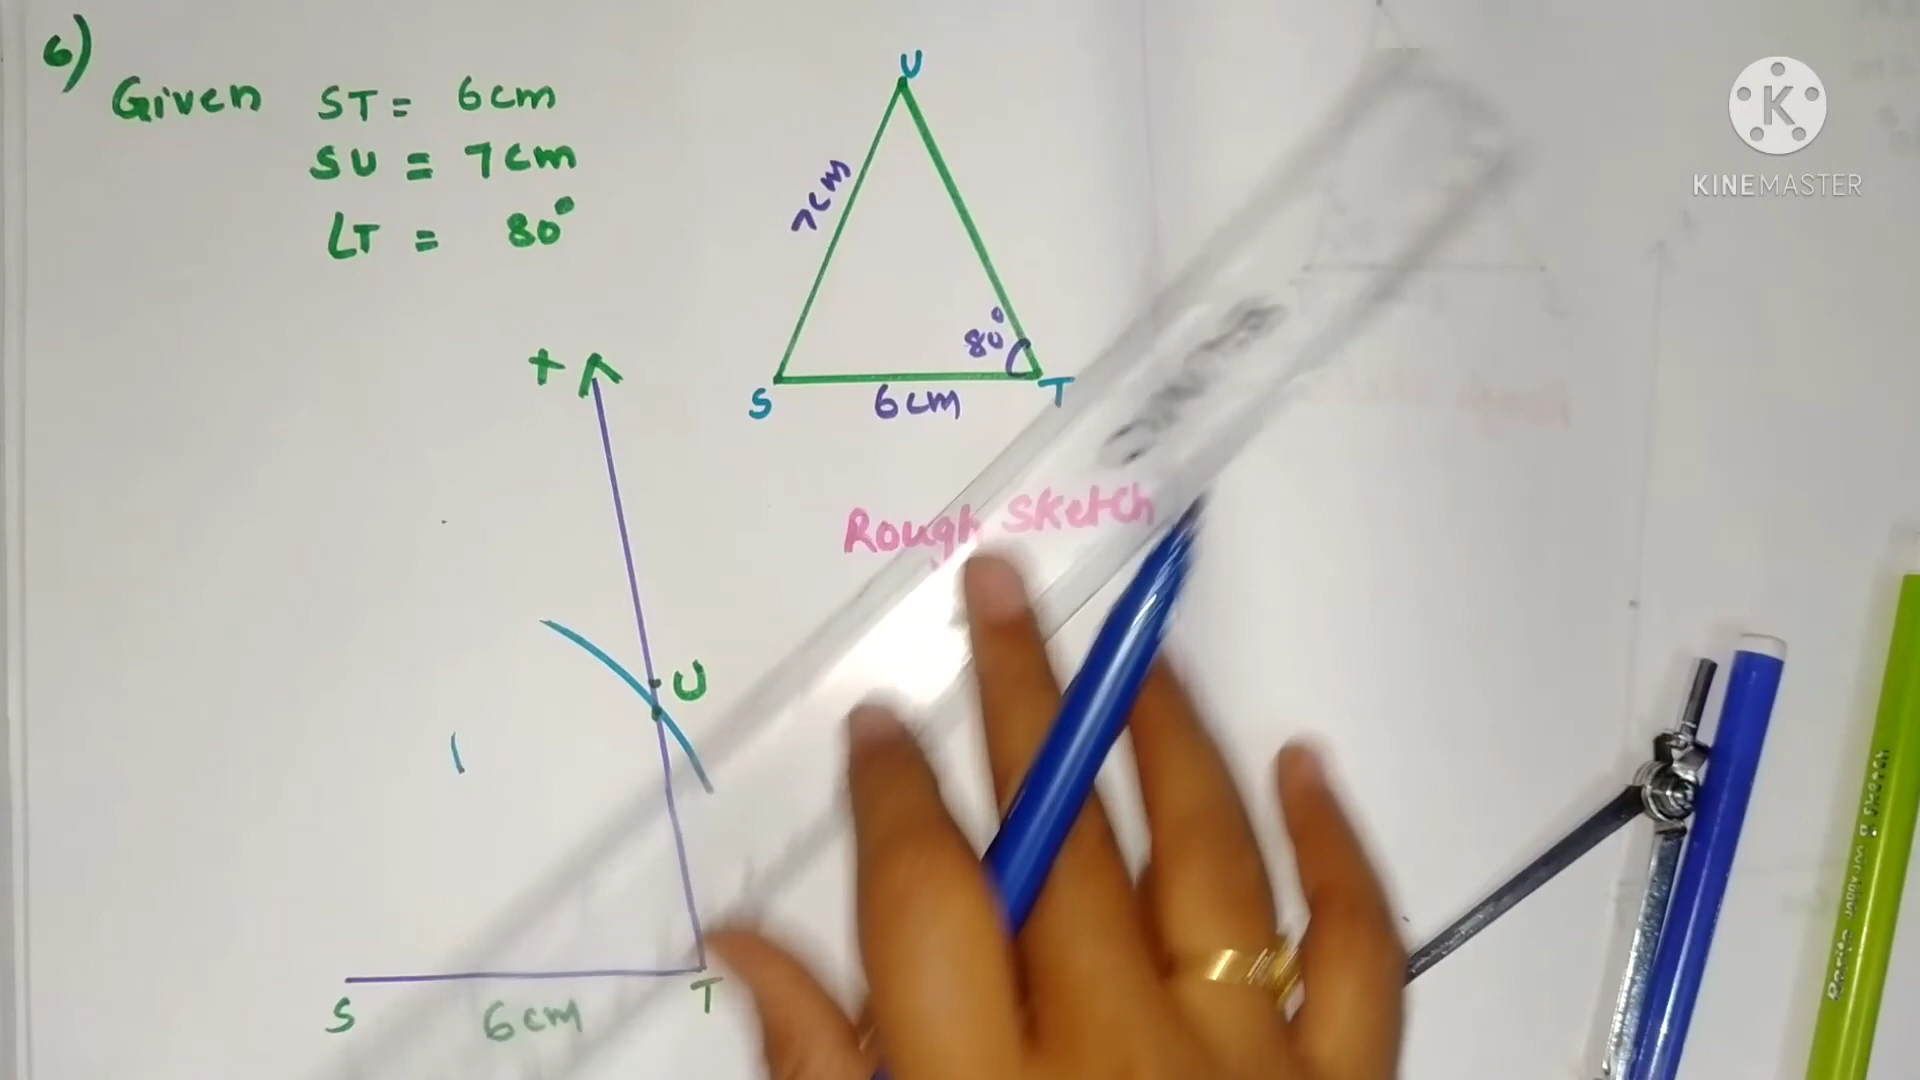 6)
Given ST = 6cm
SU = 7cm
∠T = 80°
U
7cm
80°
S
6cm
T
Rough Sketch
+
U
S
6cm
T
K
KINEMASTER